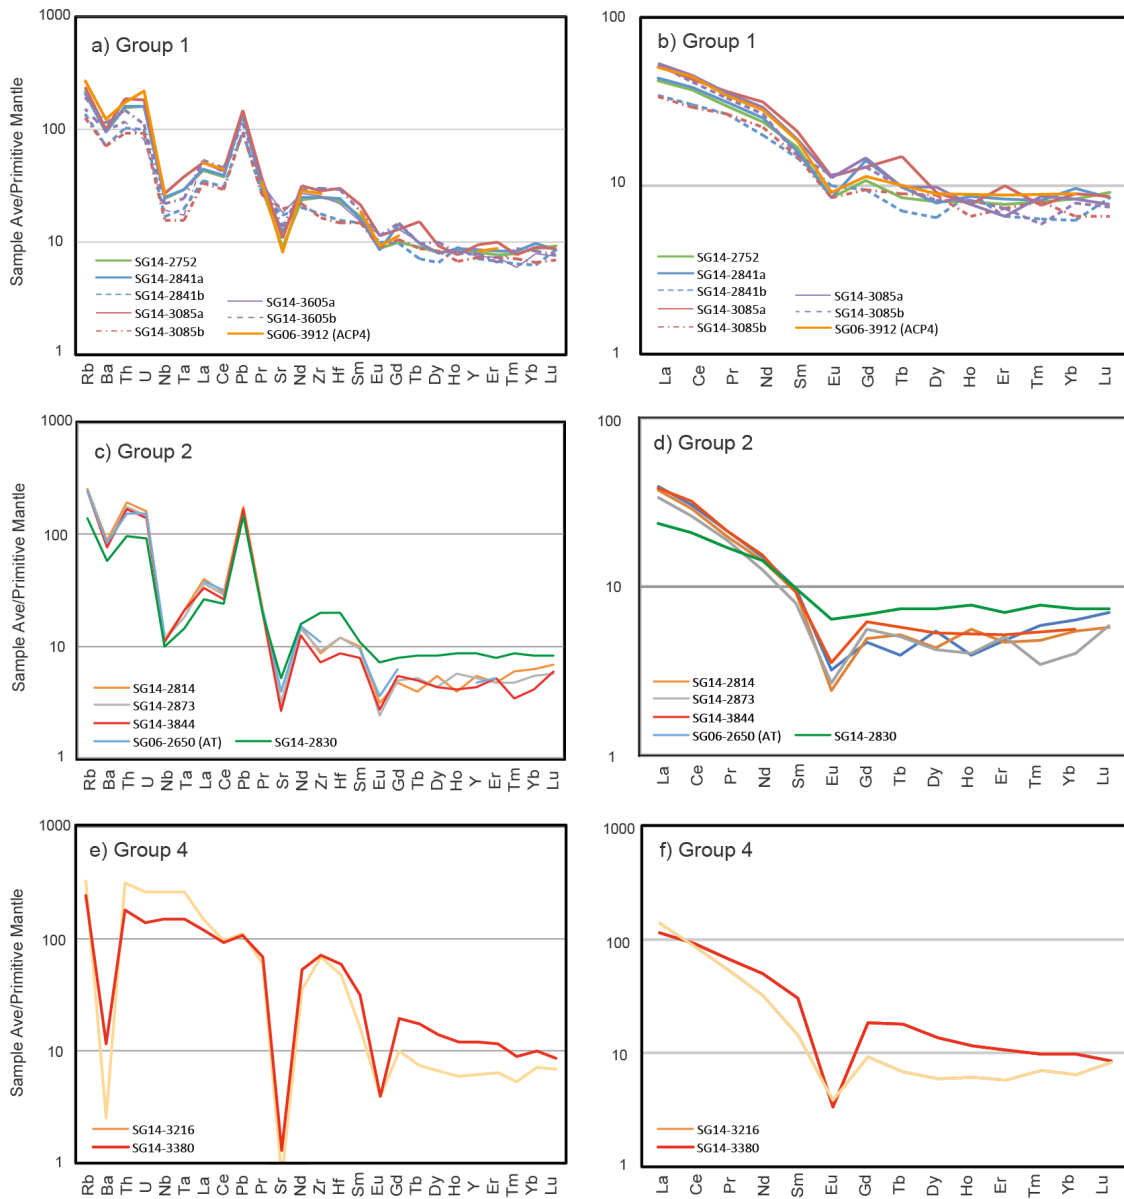 a) Group 1
Sample Ave/Primitive Mantle
1000
100
10
1
SG14-2752
SG14-2841a
SG14-2841b
SG14-3085a
SG14-3085b
SG14-3605a
SG14-3605b
SG06-3912 (ACP4)
Rb Ba Th U Nb Ta La Ce Pb Pr Sr Nd Zr Hf Sm Eu Gd Tb Dy Ho Y Er Tm Yb Lu
b) Group 1
100
10
1
SG14-2752
SG14-2841a
SG14-2841b
SG14-3085a
SG14-3085b
SG14-3085a
SG14-3085b
SG06-3912 (ACP4)
La Ce Pr Nd Sm Eu Gd Tb Dy Ho Er Tm Yb Lu
c) Group 2
Sample Ave/Primitive Mantle
1000
100
10
1
SG14-2814
SG14-2873
SG14-3844
SG06-2650 (AT) SG14-2830
Rb Ba Th U Nb Ta La Ce Pb Pr Sr Nd Zr Hf Sm Eu Gd Tb Dy Ho Y Er Tm Yb Lu
d) Group 2
100
10
1
SG14-2814
SG14-2873
SG14-3844
SG06-2650 (AT) SG14-2830
La Ce Pr Nd Sm Eu Gd Tb Dy Ho Er Tm Yb Lu
e) Group 4
Sample Ave/Primitive Mantle
1000
100
10
1
SG14-3216
SG14-3380
Rb Ba Th U Nb Ta La Ce Pb Pr Sr Nd Zr Hf Sm Eu Gd Tb Dy Ho Y Er Tm Yb Lu
f) Group 4
1000
100
10
1
SG14-3216
SG14-3380
La Ce Pr Nd Sm Eu Gd Tb Dy Ho Er Tm Yb Lu